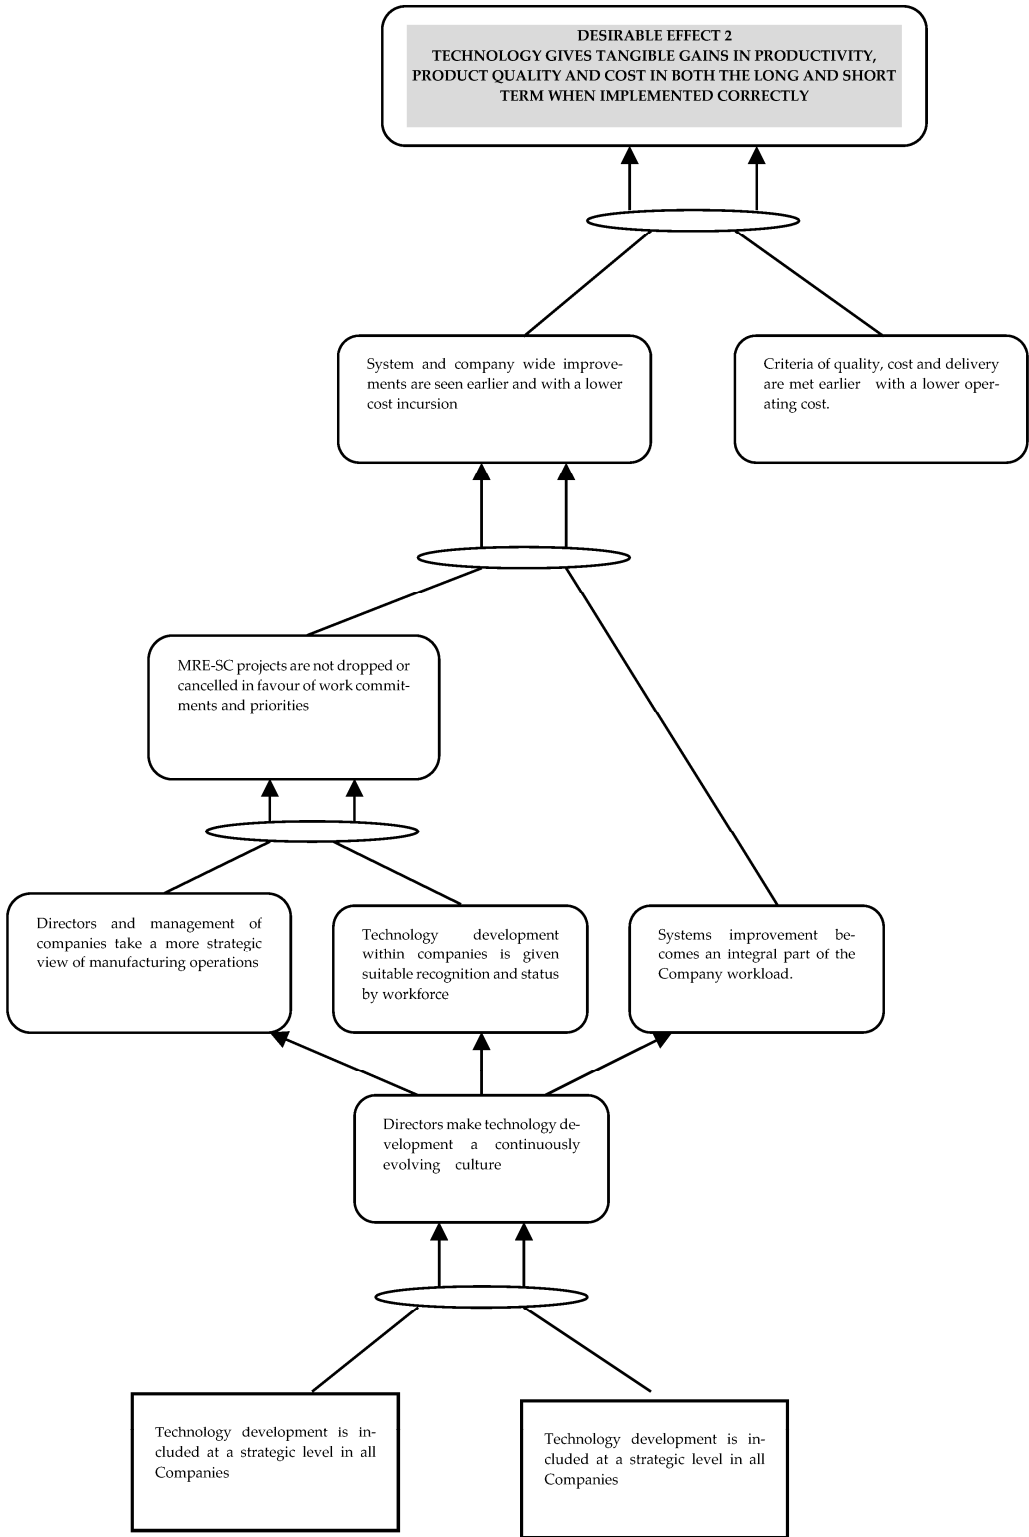 DESIRABLE EFFECT 2
TECHNOLOGY GIVES TANGIBLE GAINS IN PRODUCTIVITY,
PRODUCT QUALITY AND COST IN BOTH THE LONG AND SHORT
TERM WHEN IMPLEMENTED CORRECTLY
System and company wide improve-
ments are seen earlier and with a lower
cost incursion
Criteria of quality, cost and delivery
are met earlier with a lower oper-
ating cost.
MRE-SC projects are not dropped or
cancelled in favour of work commit-
ments and priorities
Directors and management of
companies take a more strategic
view of manufacturing operations
Technology development
within companies is given
suitable recognition and status
by workforce
Systems improvement be-
comes an integral part of the
Company workload.
Directors make technology de-
velopment a continuously
evolving culture
Technology development is in-
cluded at a strategic level in all
Companies
Technology development is in-
cluded at a strategic level in all
Companies